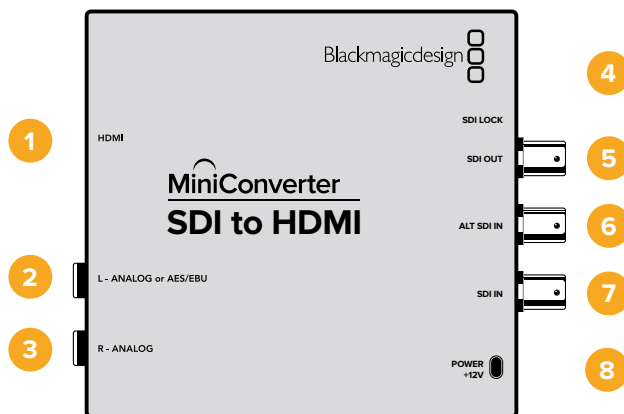 Blackmagicdesign
4
SDI LOCK
1
HDMI
SDI OUT
5
MiniConverter
SDI to HDMI
ALT SDI IN
6
2
L - ANALOG or AES/EBU
SDI IN
7
3
R - ANALOG
POWER
+12V
8